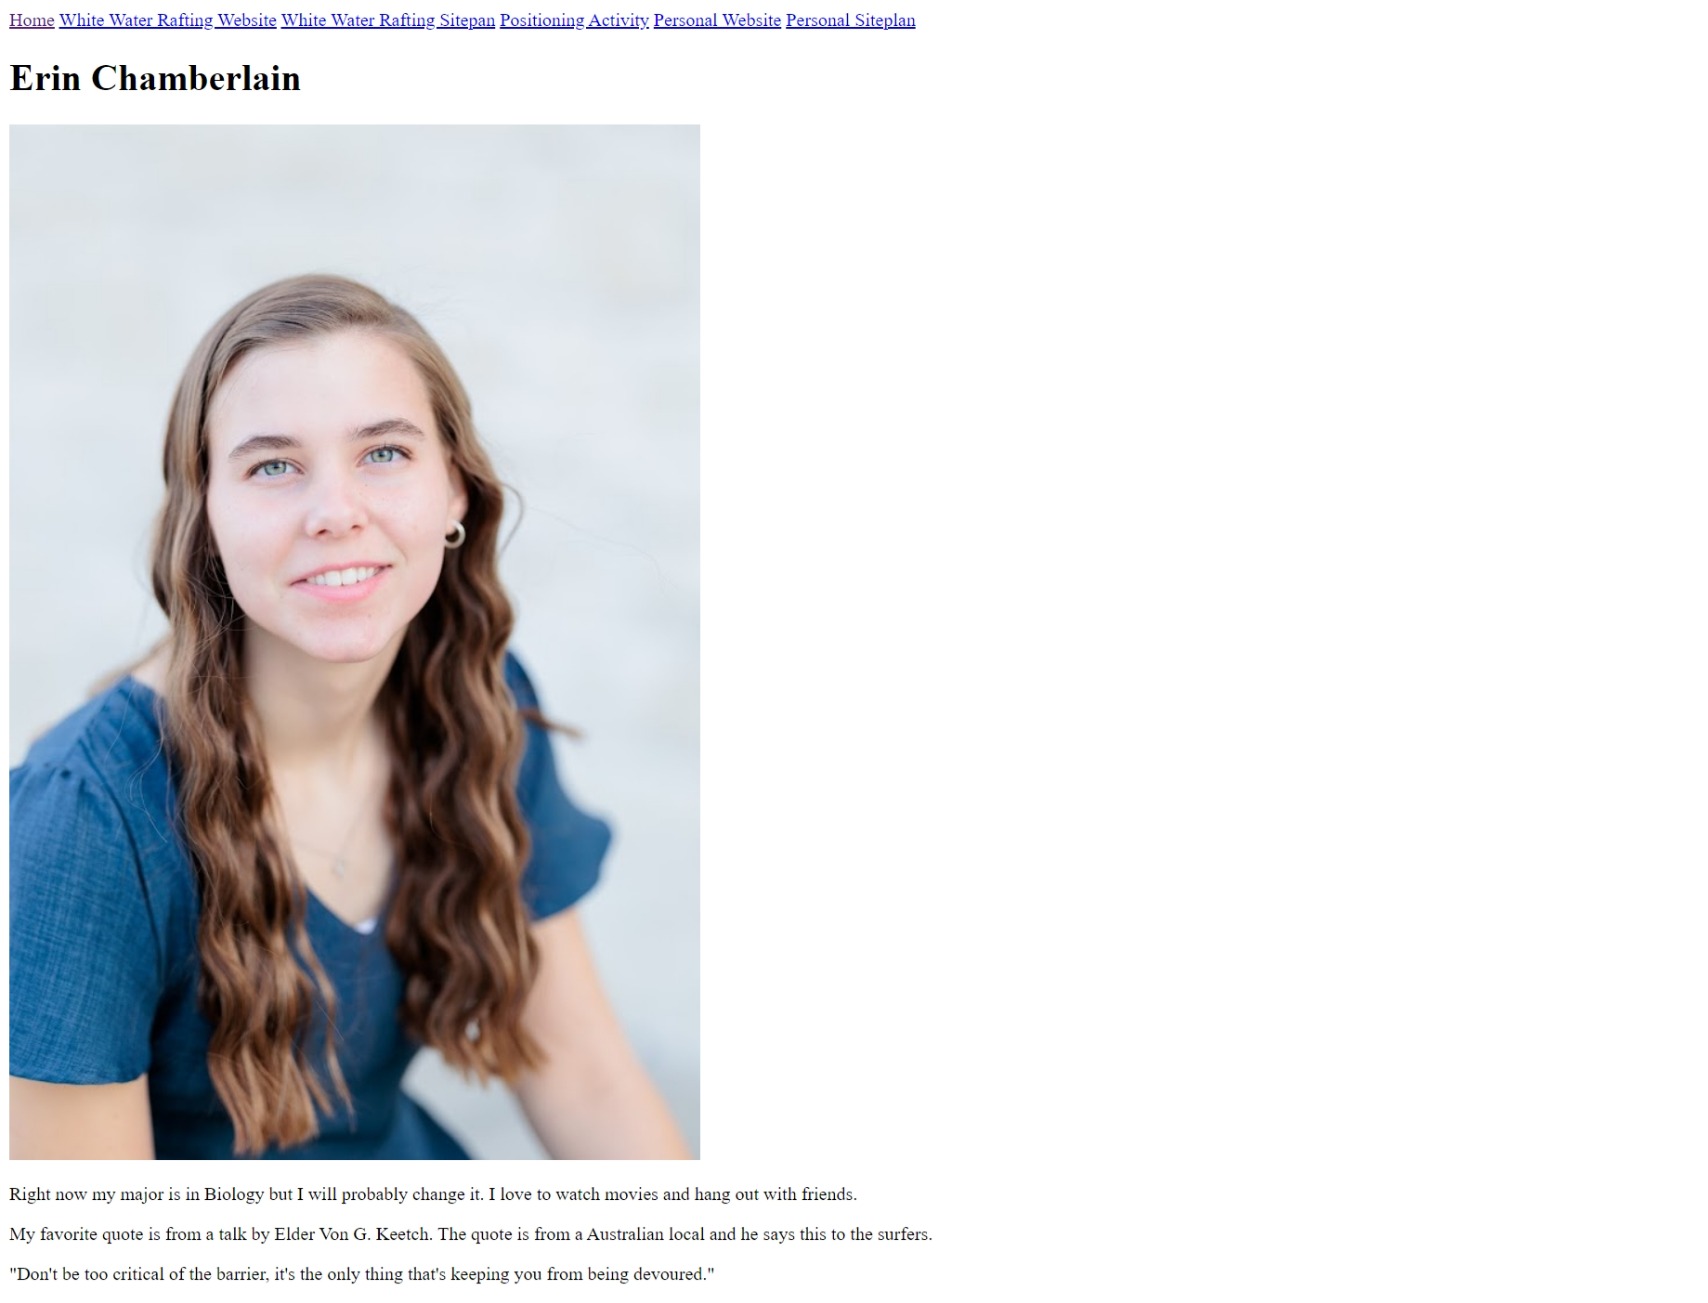 Home White Water Rafting Website White Water Rafting Sitepan Positioning Activity Personal Website Personal Siteplan
Erin Chamberlain
Right now my major is in Biology but I will probably change it. I love to watch movies and hang out with friends.
My favorite quote is from a talk by Elder Von G. Keetch. The quote is from a Australian local and he says this to the surfers.
"Don't be too critical of the barrier, it's the only thing that's keeping you from being devoured."